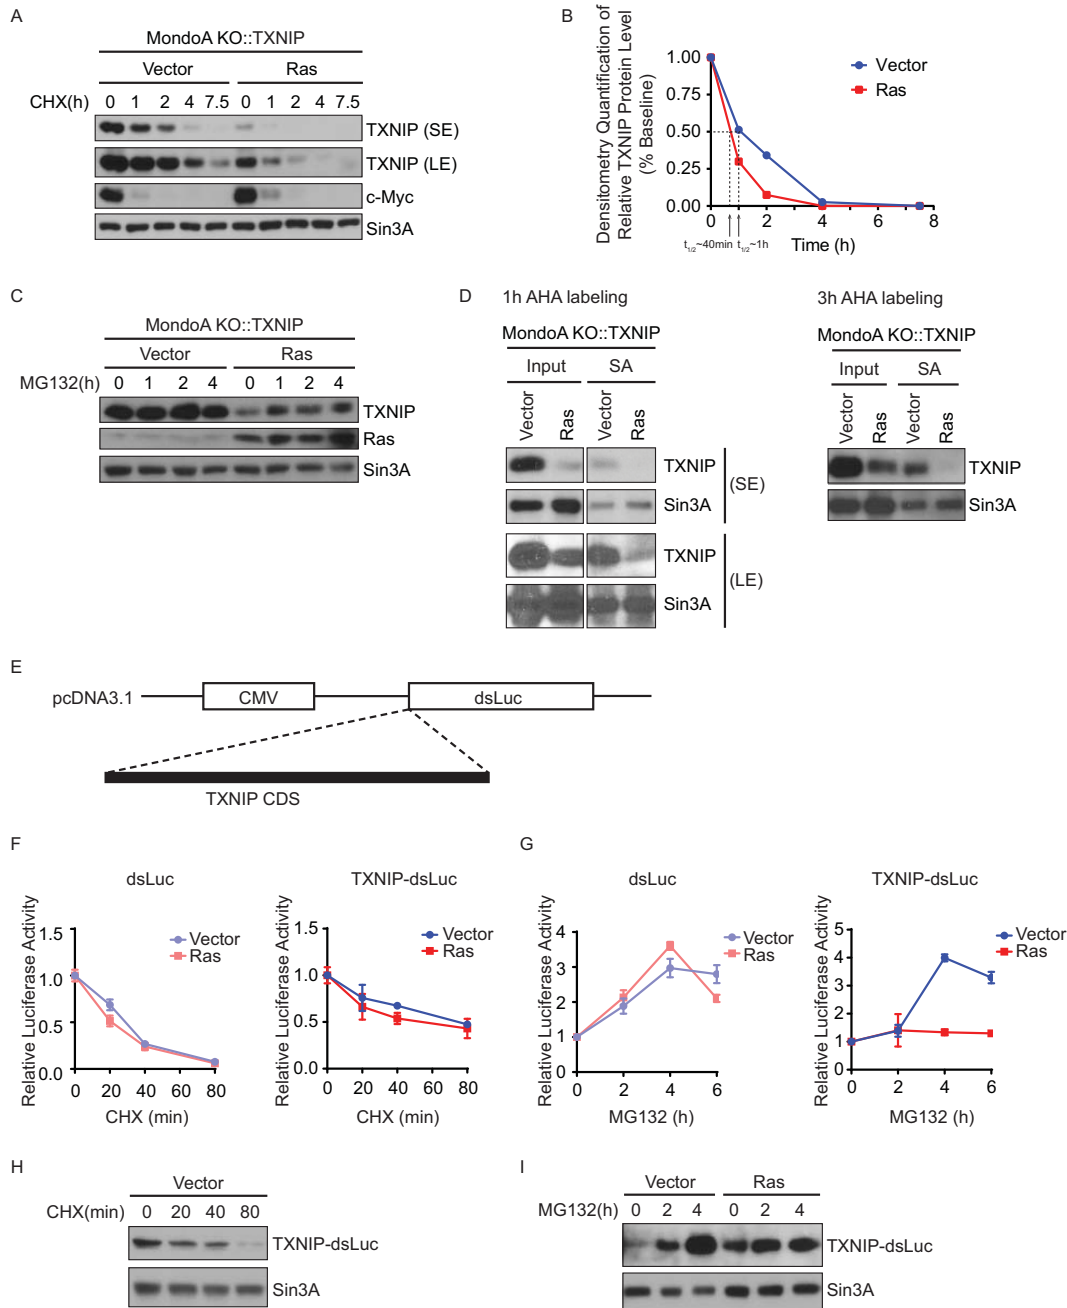 A
MondoA KO::TXNIP
Vector Ras
CHX(h) 0 1 2 4 7.5 0 1 2 4 7.5
TXNIP (SE)
TXNIP (LE)
c-Myc
Sin3A
B
Densitometry Quantification of
Relative TXNIP Protein Level
(% Baseline)
1.00
0.75
0.50
0.25
0.00
0 2 4 6 8
t1/2~40min t1/2~1h Time (h)
Vector
Ras
C
MondoA KO::TXNIP
Vector Ras
MG132(h) 0 1 2 4 0 1 2 4
TXNIP
Ras
Sin3A
D
1h AHA labeling
MondoA KO::TXNIP
Input SA
Vector Ras Vector Ras
TXNIP
Sin3A
(SE)
TXNIP
Sin3A
(LE)
3h AHA labeling
MondoA KO::TXNIP
Input SA
Vector Ras Vector Ras
TXNIP
Sin3A
E
pcDNA3.1 CMV dsLuc
TXNIP CDS
F
dsLuc
Relative Luciferase Activity
1.5
1.0
0.5
0.0
0 20 40 60 80
CHX (min)
Vector
Ras
TXNIP-dsLuc
Relative Luciferase Activity
1.5
1.0
0.5
0.0
0 20 40 60 80
CHX (min)
Vector
Ras
G
dsLuc
Relative Luciferase Activity
4
3
2
1
0
0 2 4 6
MG132 (h)
Vector
Ras
TXNIP-dsLuc
Relative Luciferase Activity
5
4
3
2
1
0
0 2 4 6
MG132 (h)
Vector
Ras
H
Vector
CHX(min) 0 20 40 80
TXNIP-dsLuc
Sin3A
I
Vector Ras
MG132(h) 0 2 4 0 2 4
TXNIP-dsLuc
Sin3A